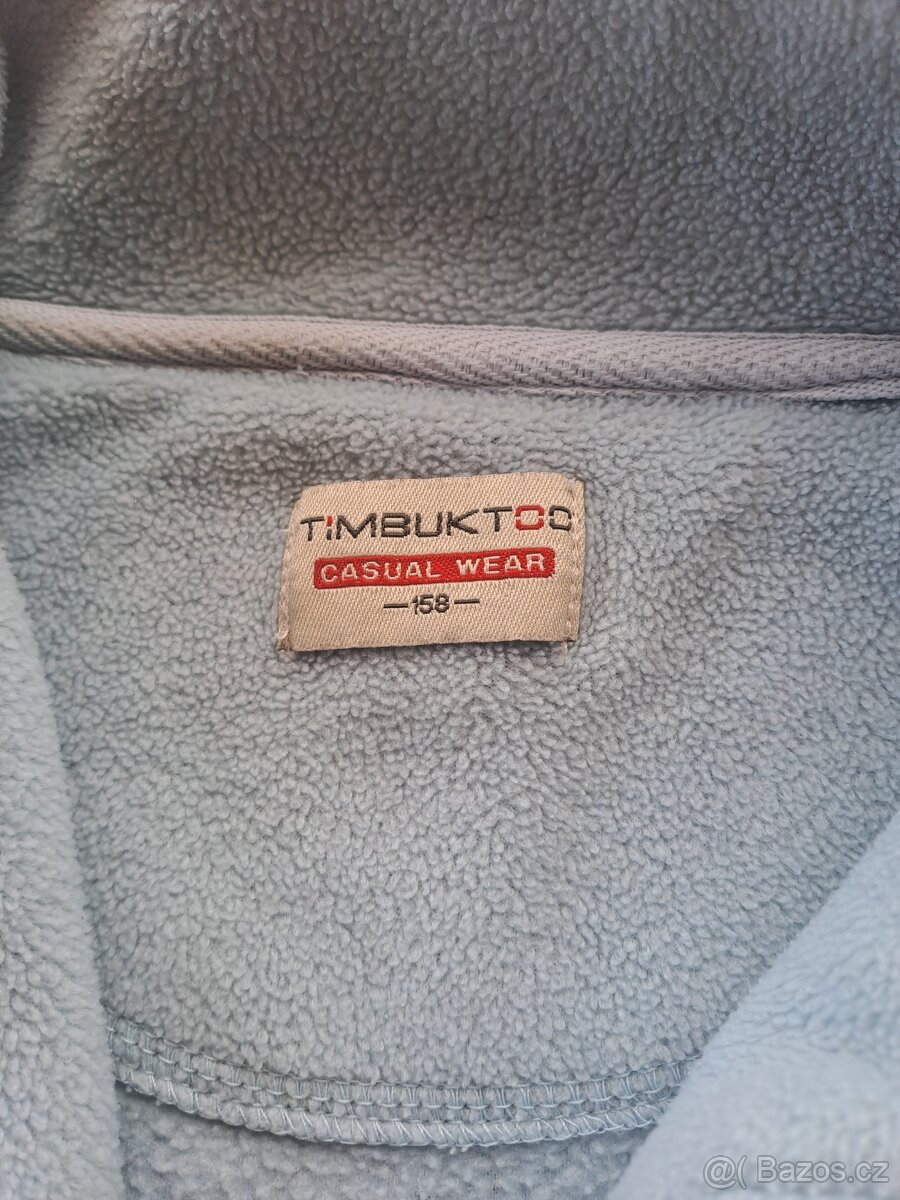 TIMBUKTOO
CASUAL WEAR
—158—
@( Bazos.cz